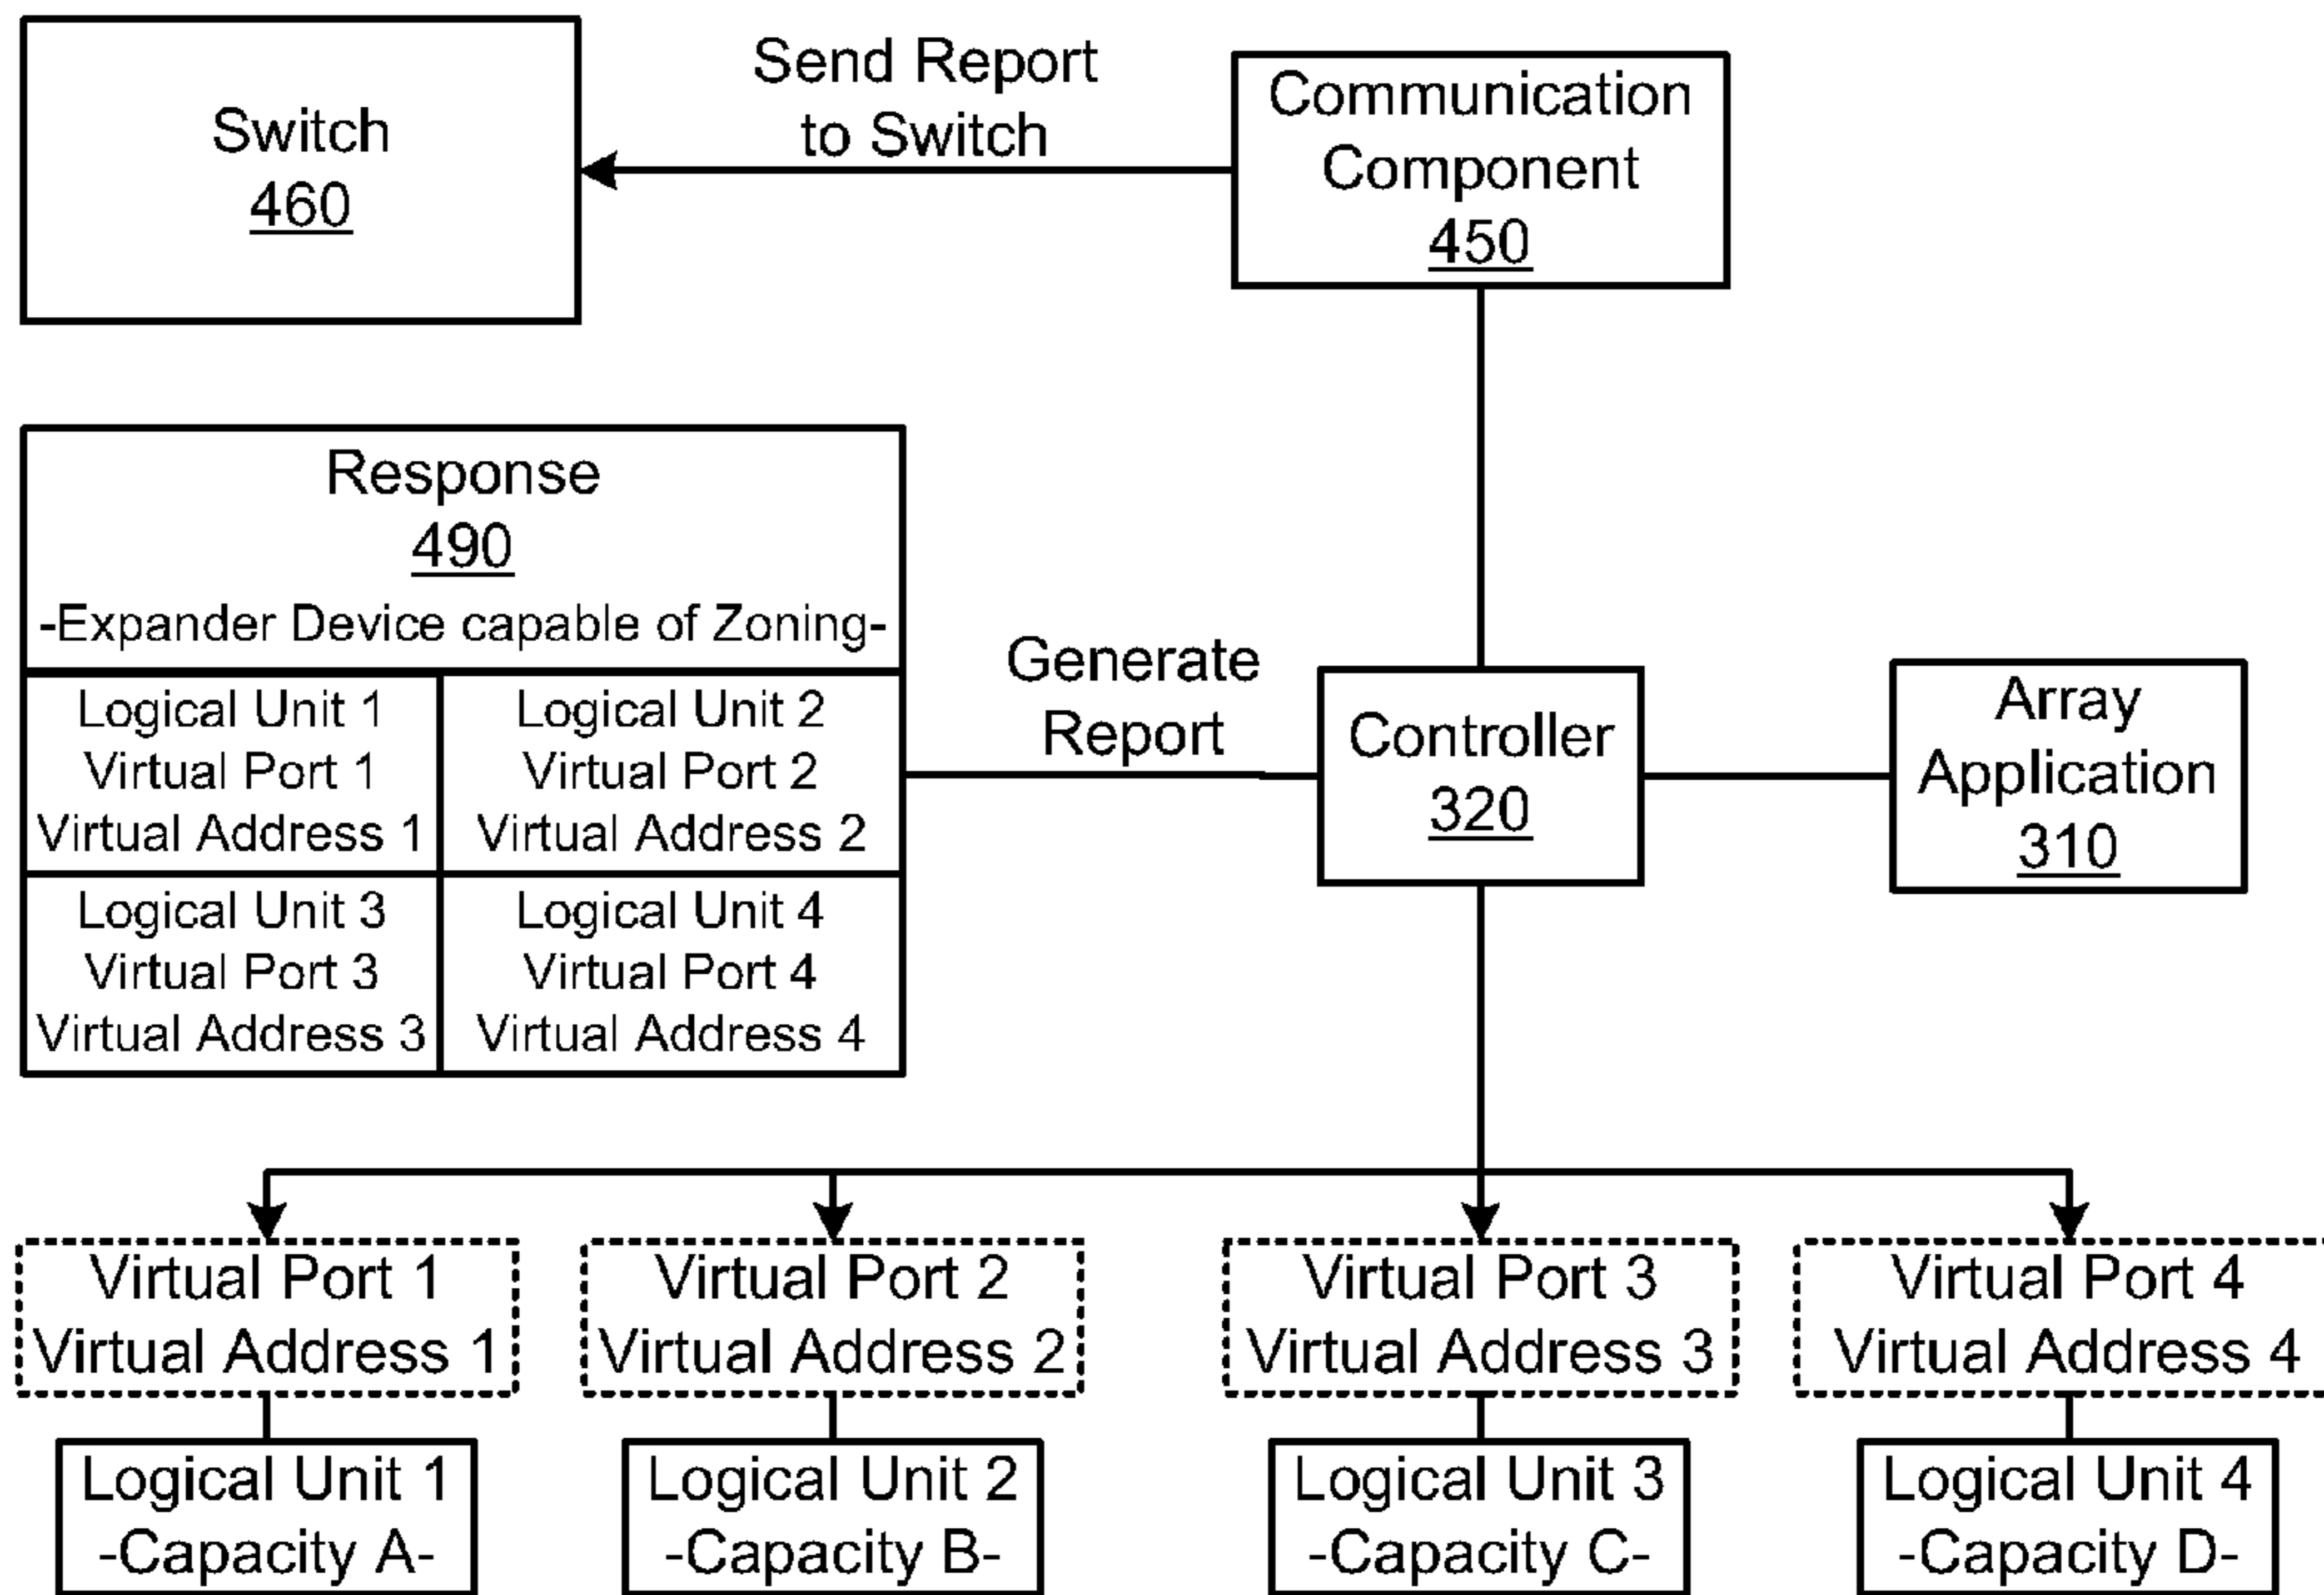 Switch
460
Send Report
to Switch
Communication
Component
450
Response
490
-Expander Device capable of Zoning-
Logical Unit 1
Virtual Port 1
Virtual Address 1
Logical Unit 2
Virtual Port 2
Virtual Address 2
Logical Unit 3
Virtual Port 3
Virtual Address 3
Logical Unit 4
Virtual Port 4
Virtual Address 4
Generate
Report
Controller
320
Array
Application
310
Virtual Port 1
Virtual Address 1
Virtual Port 2
Virtual Address 2
Virtual Port 3
Virtual Address 3
Virtual Port 4
Virtual Address 4
Logical Unit 1
-Capacity A-
Logical Unit 2
-Capacity B-
Logical Unit 3
-Capacity C-
Logical Unit 4
-Capacity D-